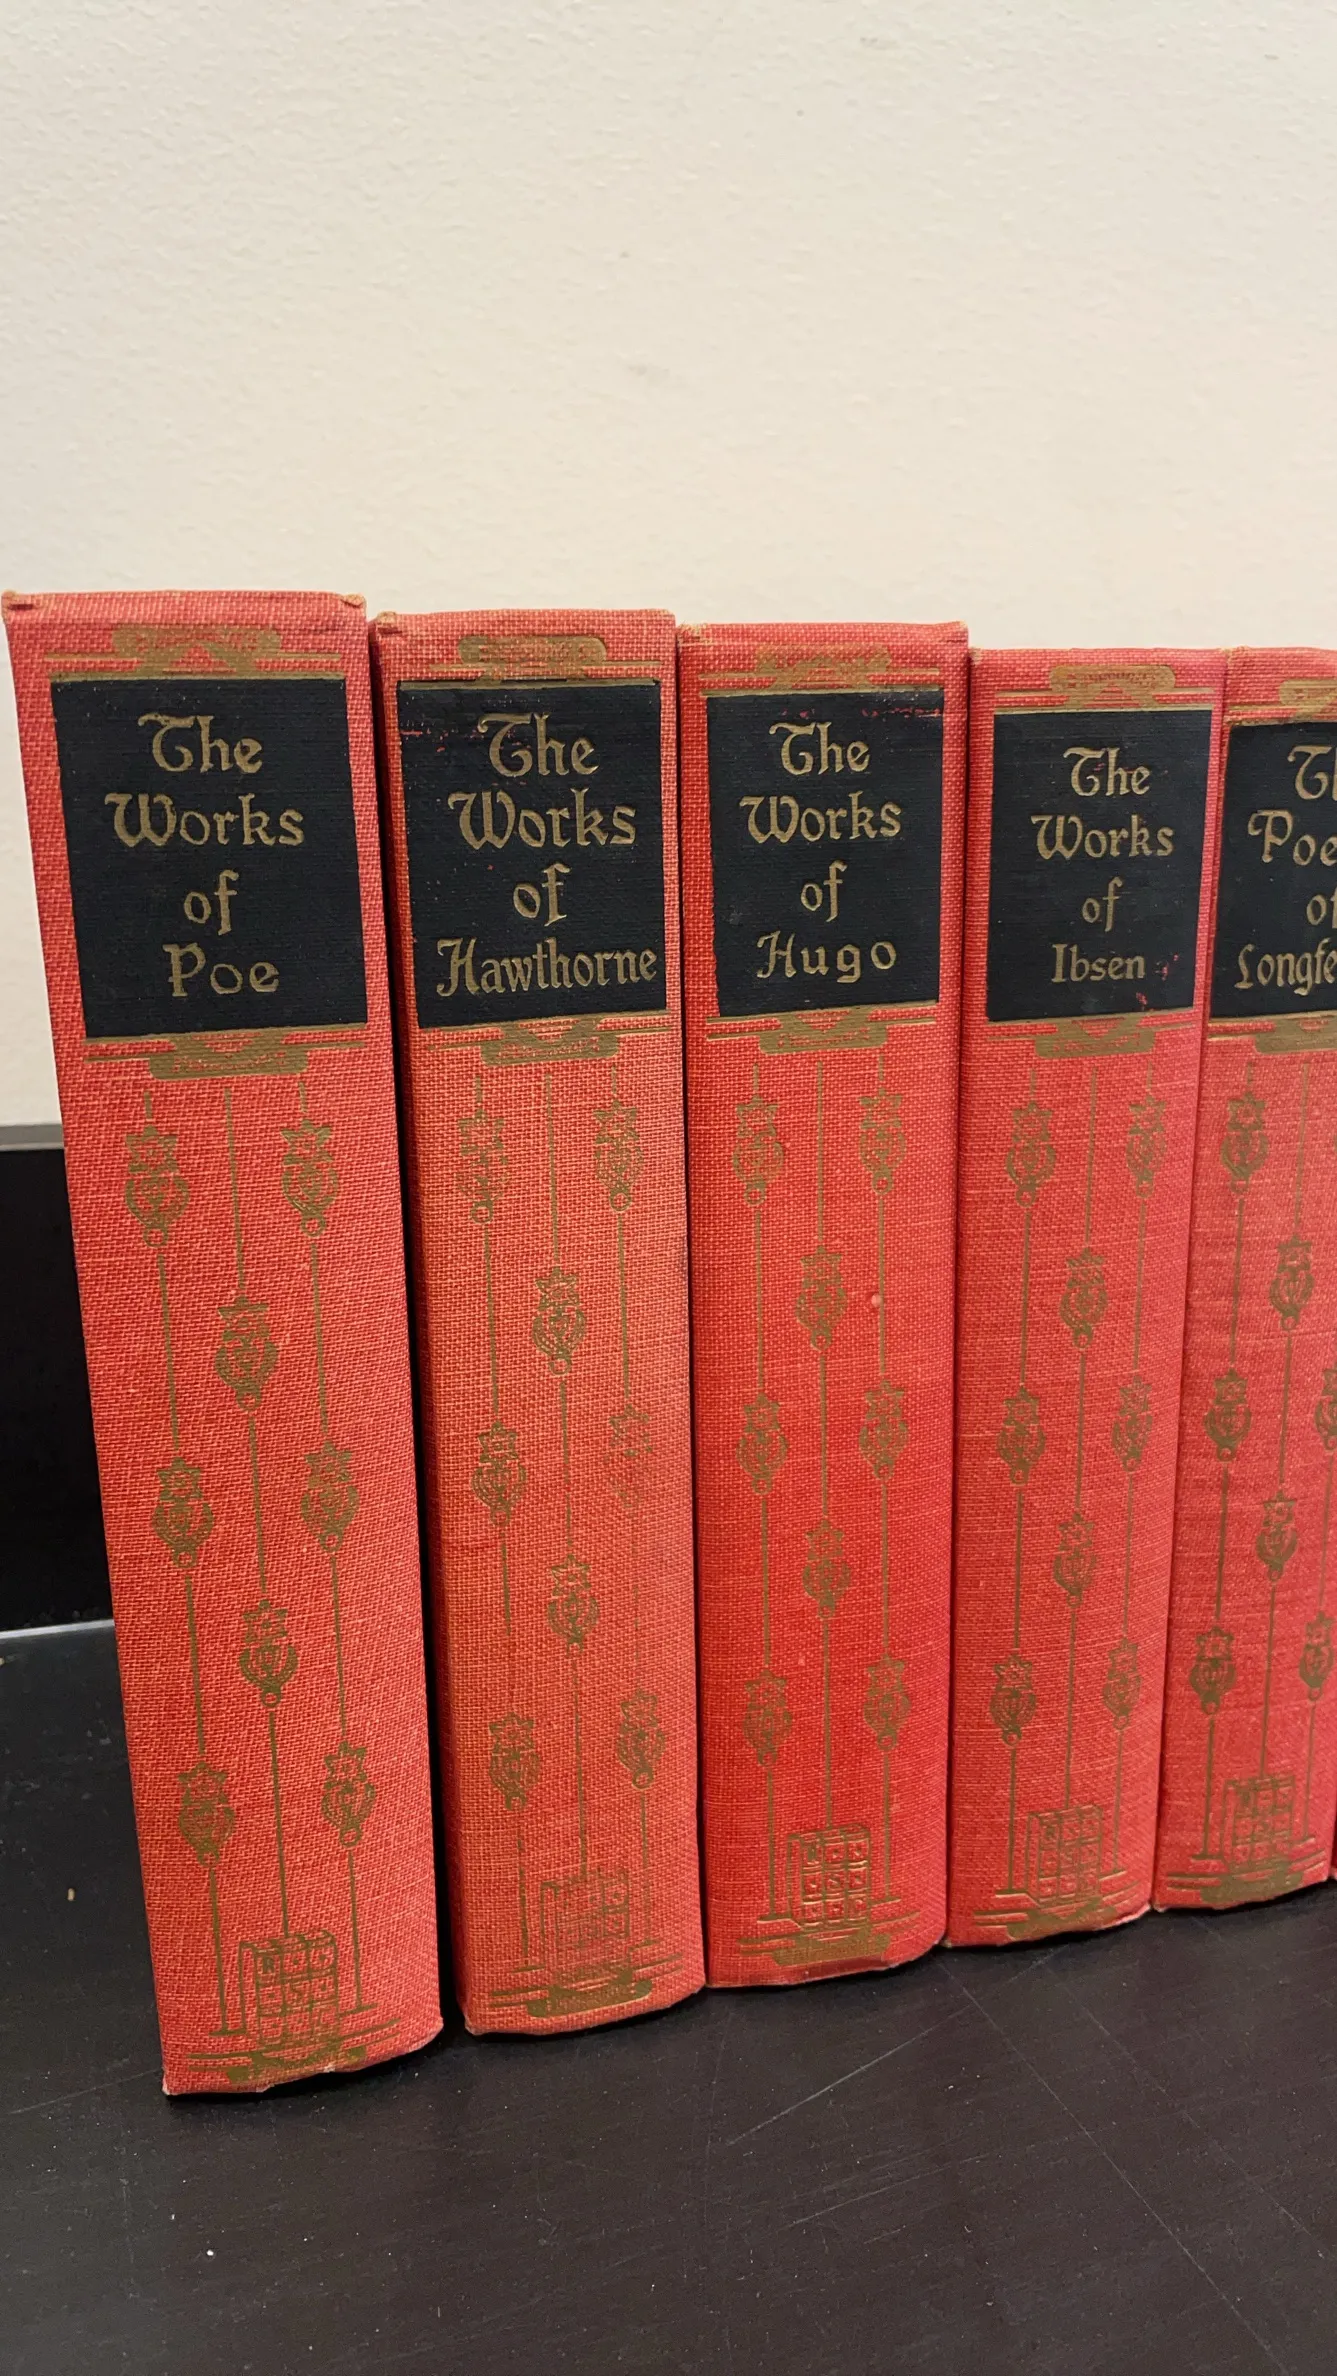 The
Works
of
Poe
The
Works
of
Hawthorne
The
Works
of
Hugo
The
Works
of
Ibsen